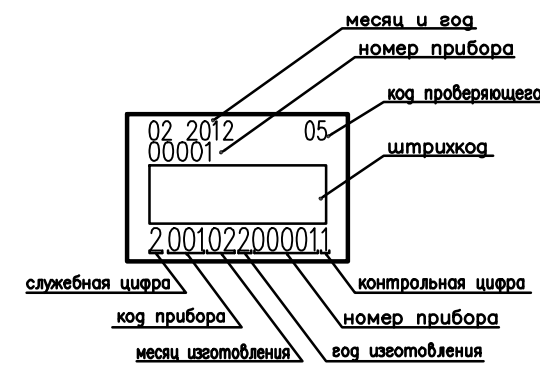 месяц и год
номер прибора
код проверяющего
02 2012 05
00001
штрихкод
2001022000011
служебная цифра контрольная цифра
код прибора номер прибора
месяц изготовления год изготовления